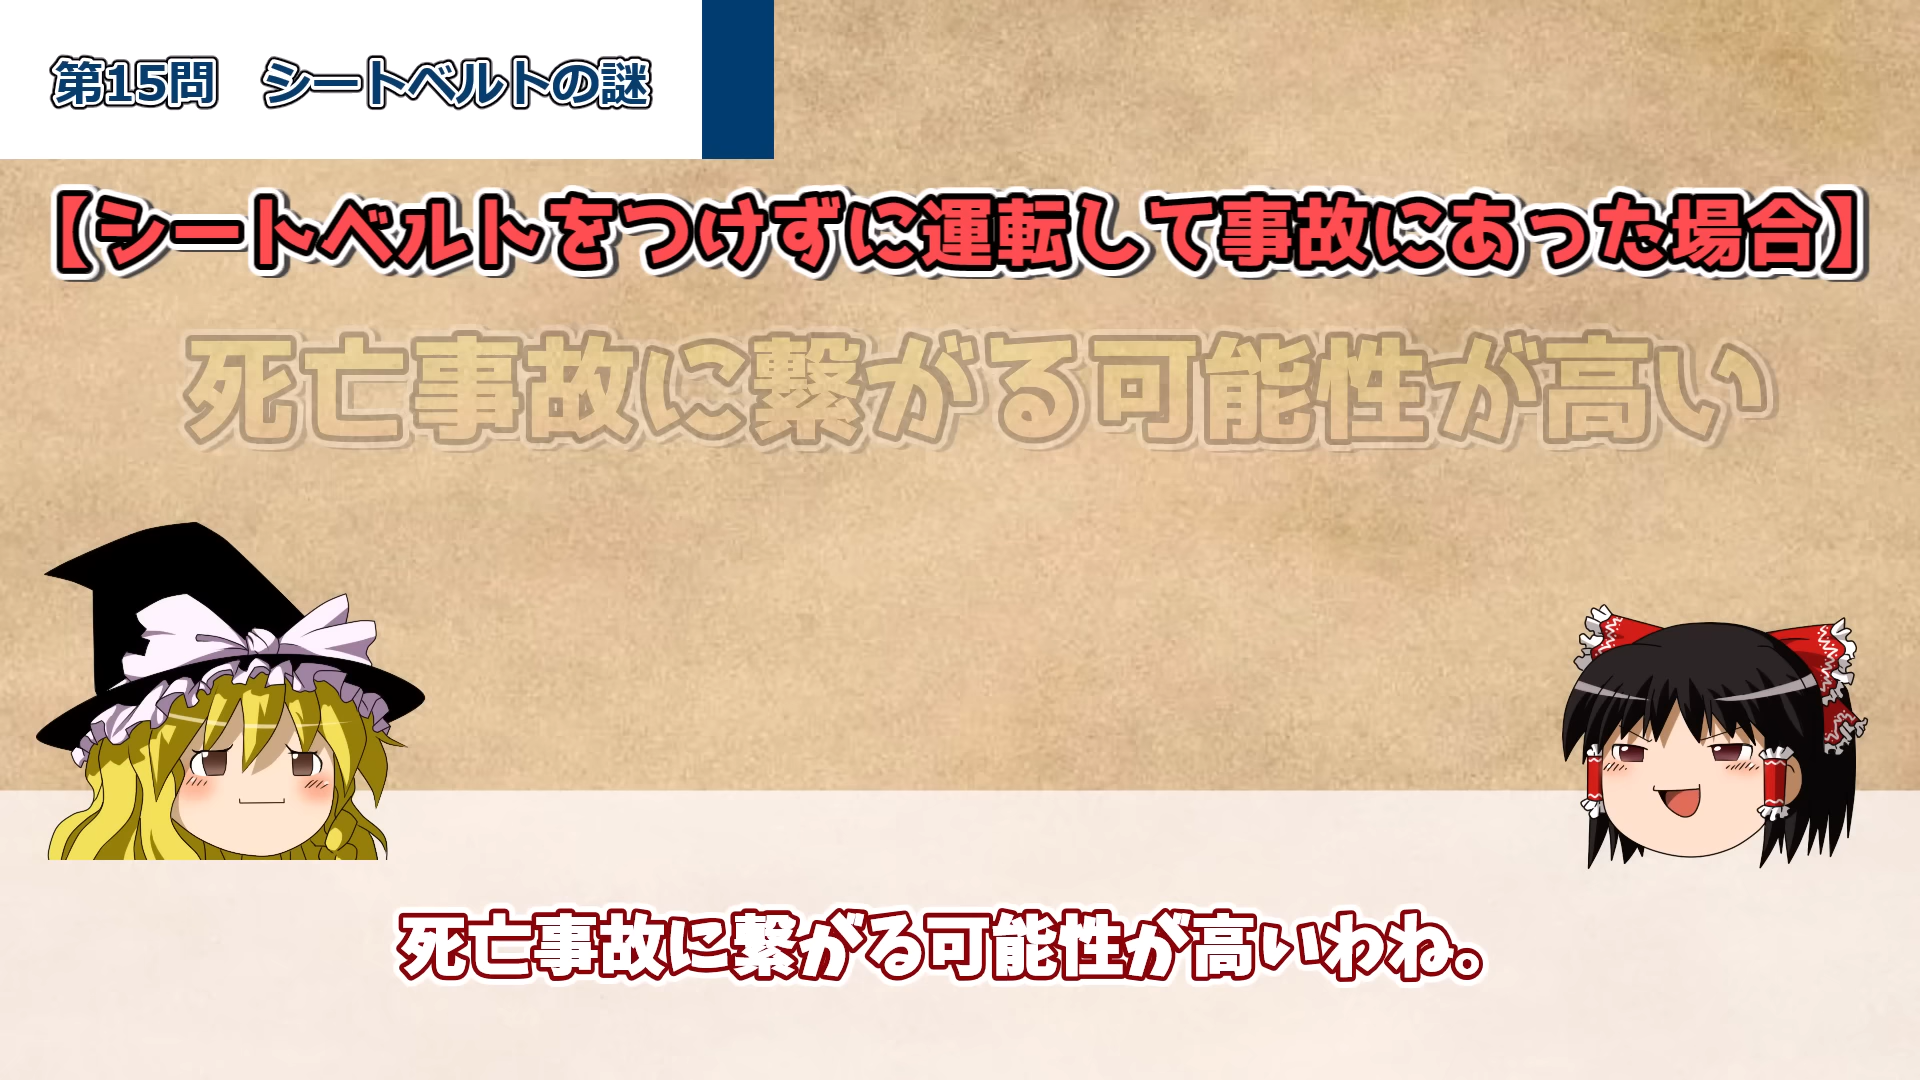 第15問　シートベルトの謎
【シートベルトをつけずに運転して事故にあった場合】
死亡事故に繋がる可能性が高い
死亡事故に繋がる可能性が高いわね。